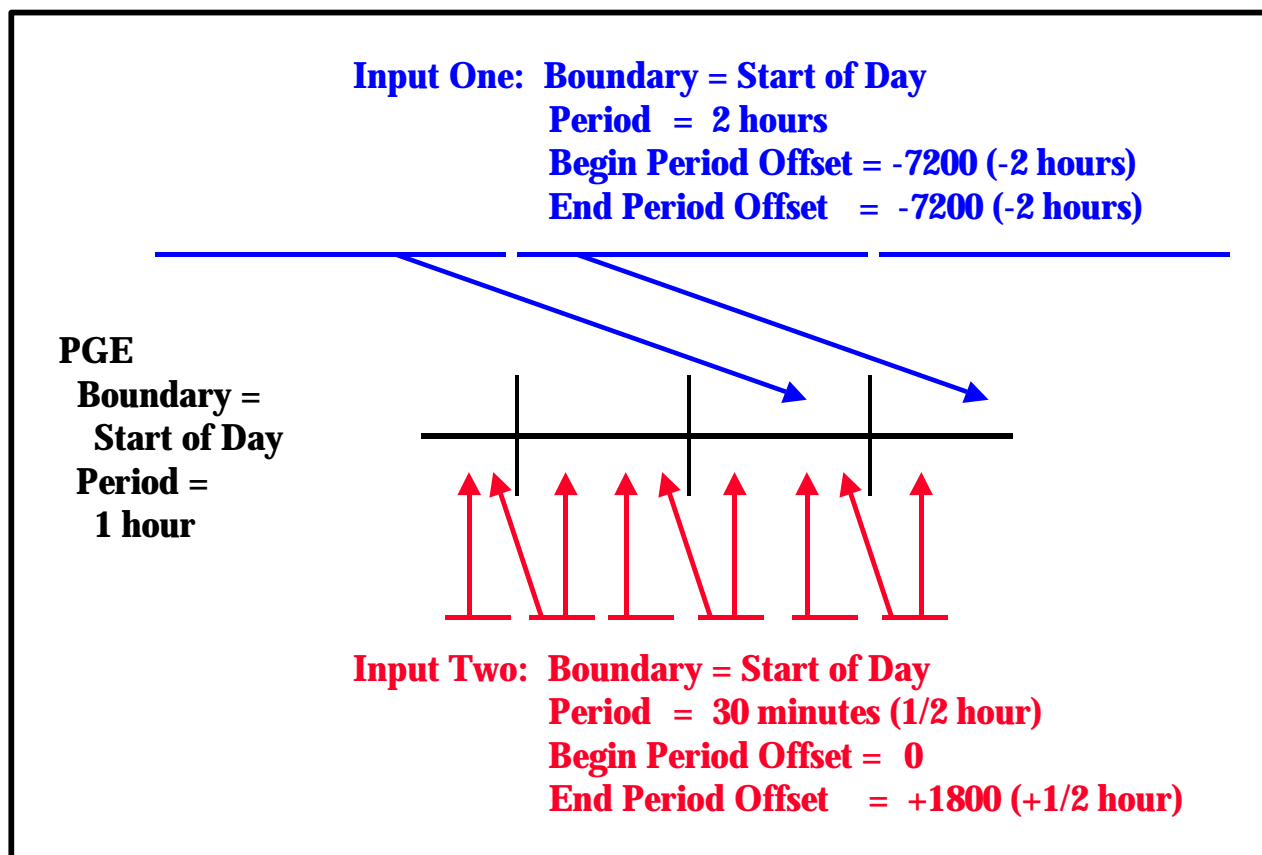 Input One: Boundary = Start of Day
Period = 2 hours
Begin Period Offset = -7200 (-2 hours)
End Period Offset = -7200 (-2 hours)
PGE
Boundary =
Start of Day
Period =
1 hour
Input Two: Boundary = Start of Day
Period = 30 minutes (1/2 hour)
Begin Period Offset = 0
End Period Offset = +1800 (+1/2 hour)